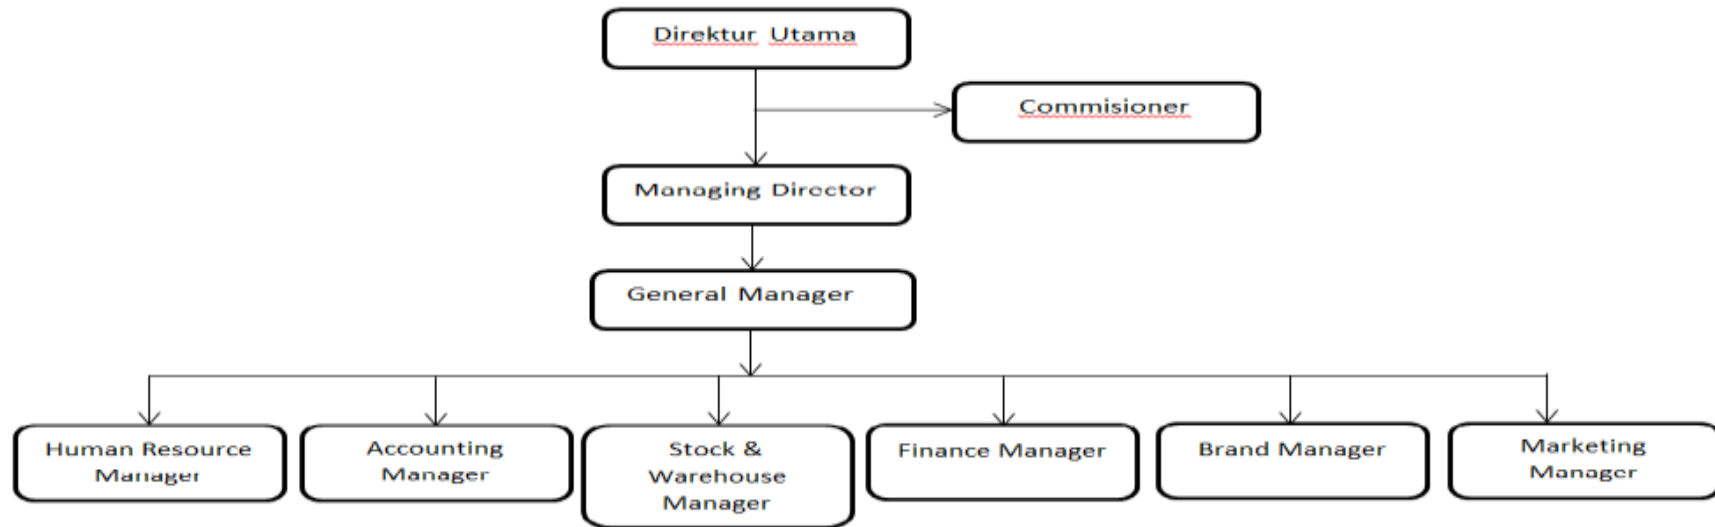 Direktur Utama
Commisioner
Managing Director
General Manager
Human Resource
Manager
Accounting
Manager
Stock &
Warehouse
Manager
Finance Manager
Brand Manager
Marketing
Manager